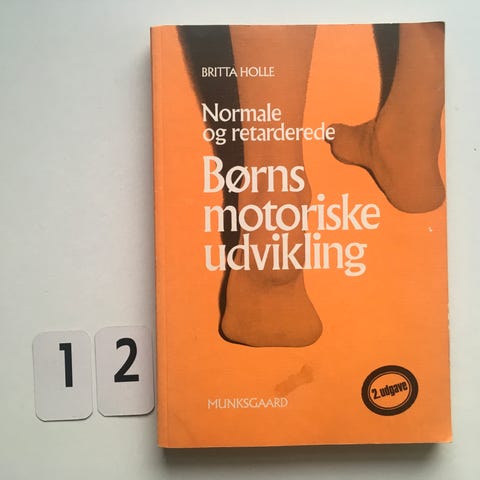 BRITTA HOLLE
Normale
og retarderede
Børns
motoriske
udvikling
2. udgave
MUNKSGAARD
1 2